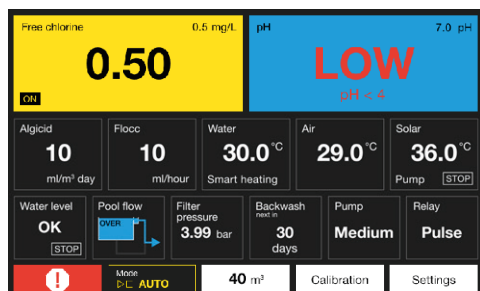 Free chlorine 0.5 mg/L
0.50
ON
pH 7.0 pH
LOW
pH < 4
Algicid
10
ml/m³ day
Flocc
10
ml/hour
Water
30.0°C
Smart heating
Air
29.0°C
Solar
36.0°C
Pump STOP
Water level
OK
STOP
Pool flow
OVER
Filter
pressure
3.99 bar
Backwash
next in
30
days
Pump
Medium
Relay
Pulse
!
Mode
AUTO
40 m³
Calibration
Settings